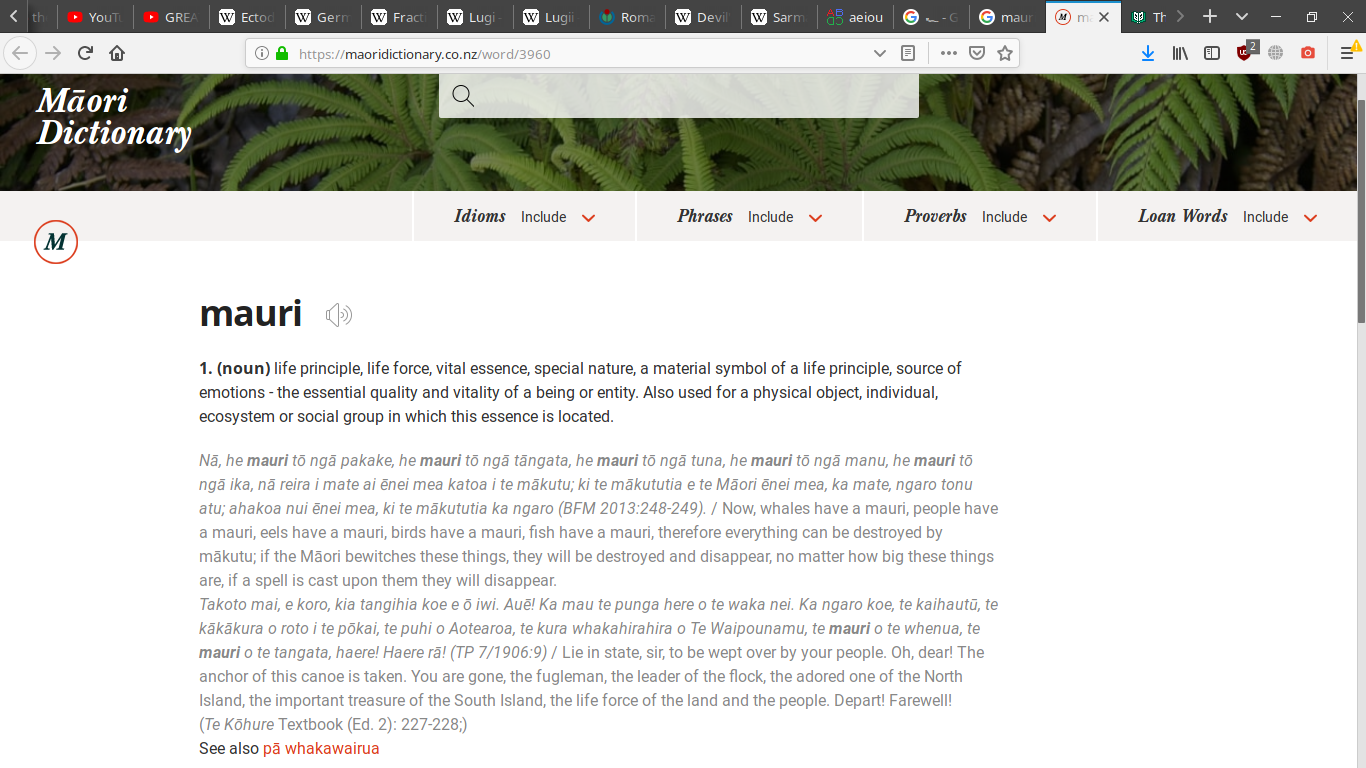 the YouTu GREA Ectod Germ Fract Lugi - Lugii Roma Devil Sarm aeiou G maur ma Th
https://maoridictionary.co.nz/word/3960
2
Māori
Dictionary
Idioms Include Phrases Include Proverbs Include Loan Words Include
M
mauri
1. (noun) life principle, life force, vital essence, special nature, a material symbol of a life principle, source of
emotions - the essential quality and vitality of a being or entity. Also used for a physical object, individual,
ecosystem or social group in which this essence is located.
Nā, he mauri tō ngā pakake, he mauri tō ngā tāngata, he mauri tō ngā tuna, he mauri tō ngā manu, he mauri tō
ngā ika, nā reira i mate ai ēnei mea katoa i te mākutu; ki te mākututia e te Māori ēnei mea, ka mate, ngaro tonu
atu; ahakoa nui ēnei mea, ki te mākututia ka ngaro (BFM 2013:248-249). / Now, whales have a mauri, people have
a mauri, eels have a mauri, birds have a mauri, fish have a mauri, therefore everything can be destroyed by
mākutu; if the Māori bewitches these things, they will be destroyed and disappear, no matter how big these things
are, if a spell is cast upon them they will disappear.
Takoto mai, e koro, kia tangihia koe e ō iwi. Auē! Ka mau te punga here o te waka nei. Ka ngaro koe, te kaihautū, te
kākākura o roto i te pōkai, te puhi o Aotearoa, te kura whakahirahira o Te Waipounamu, te mauri o te whenua, te
mauri o te tangata, haere! Haere rā! (TP 7/1906:9) / Lie in state, sir, to be wept over by your people. Oh, dear! The
anchor of this canoe is taken. You are gone, the fugleman, the leader of the flock, the adored one of the North
Island, the important treasure of the South Island, the life force of the land and the people. Depart! Farewell!
(Te Kōhure Textbook (Ed. 2): 227-228;)
See also pā whakawairua